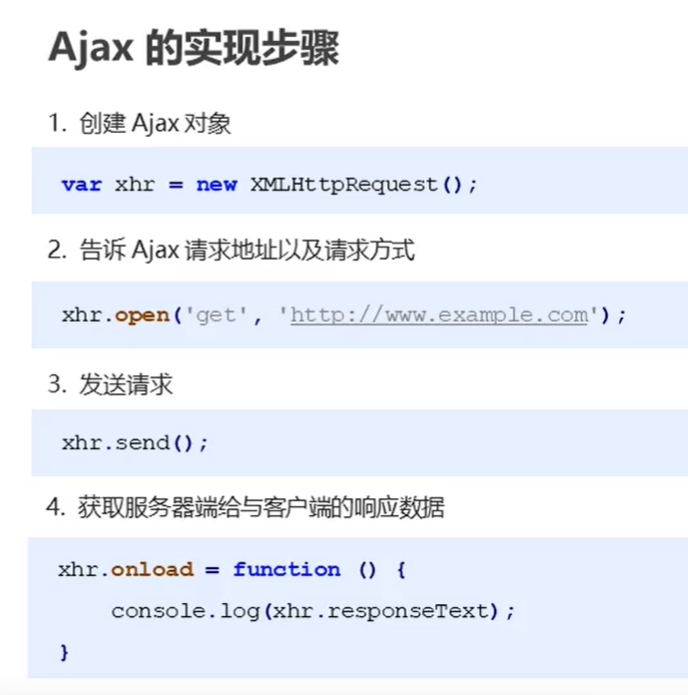 Ajax 的实现步骤
1. 创建 Ajax 对象
var xhr = new XMLHttpRequest();
2. 告诉 Ajax 请求地址以及请求方式
xhr.open('get', 'http://www.example.com');
3. 发送请求
xhr.send();
4. 获取服务器端给与客户端的响应数据
xhr.onload = function () {
    console.log(xhr.responseText);
}